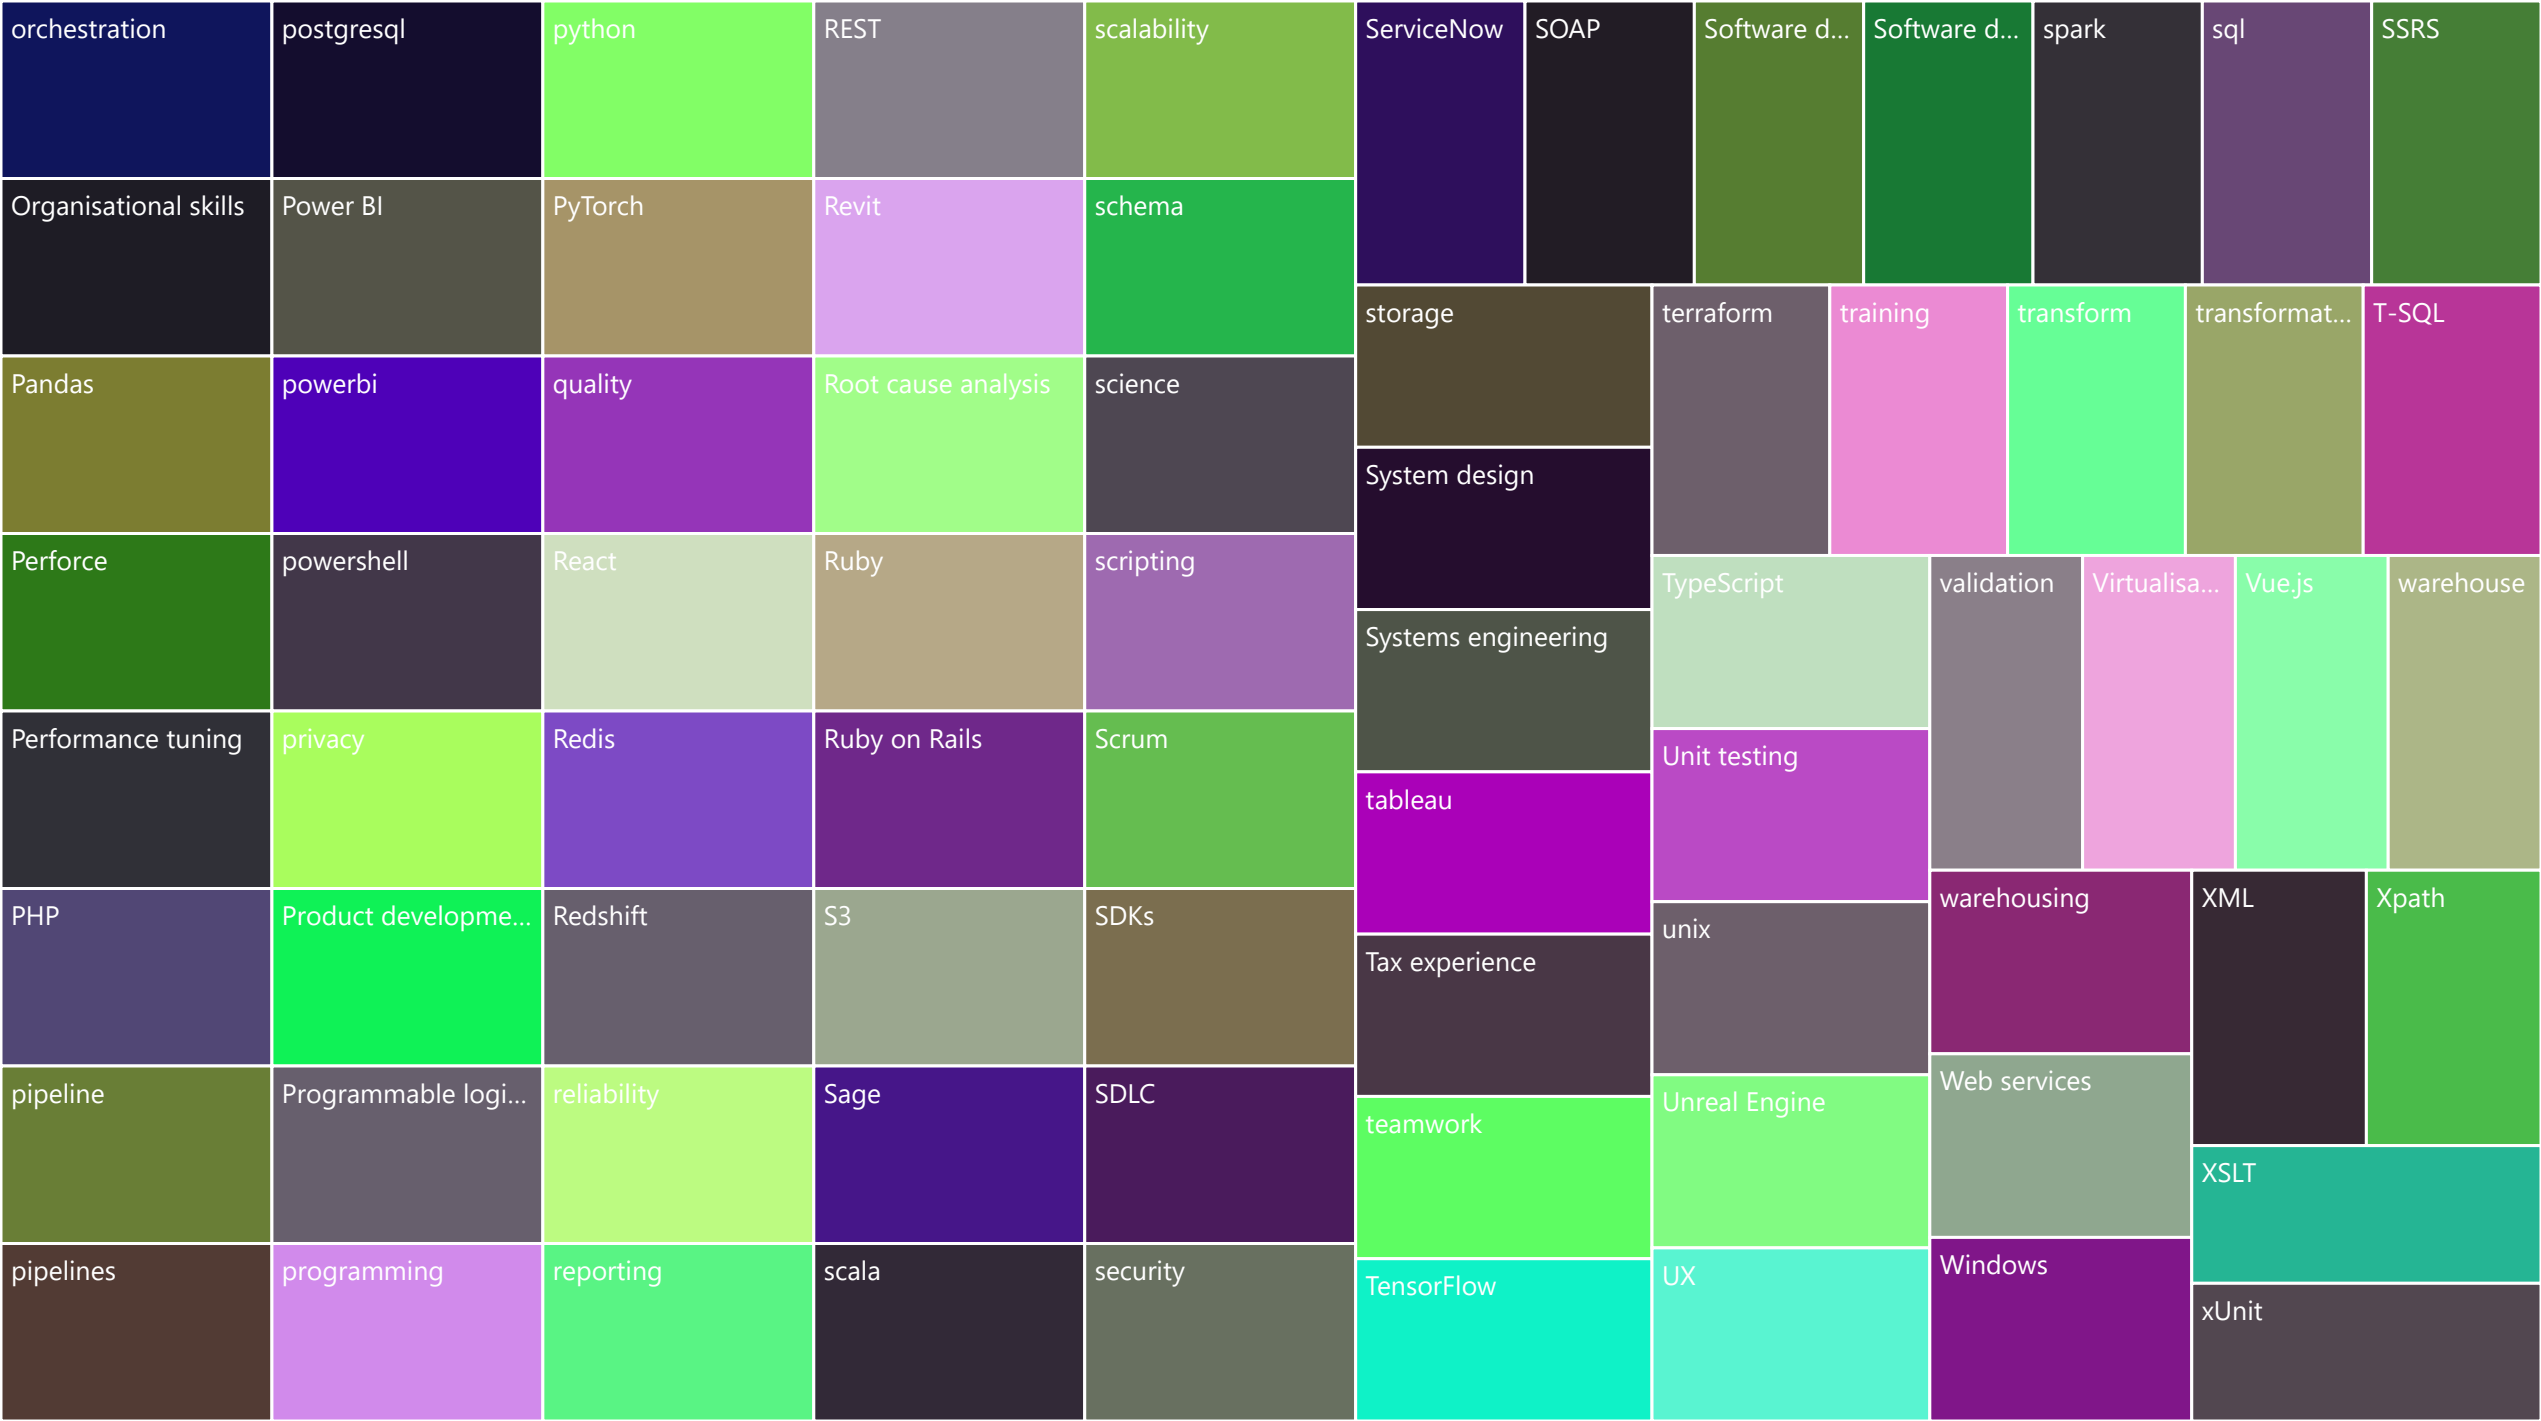 orchestration
Organisational skills
Pandas
Perforce
Performance tuning
PHP
pipeline
pipelines
postgresql
Power BI
powerbi
powershell
privacy
Product developme...
Programmable logi...
programming
python
PyTorch
quality
React
Redis
Redshift
reliability
reporting
REST
Revit
Root cause analysis
Ruby
Ruby on Rails
S3
Sage
scala
scalability
schema
science
scripting
Scrum
SDKs
SDLC
security
ServiceNow
SOAP
Software d...
Software d...
spark
sql
SSRS
storage
System design
Systems engineering
tableau
Tax experience
teamwork
TensorFlow
terraform
training
transform
transformat...
T-SQL
TypeScript
Unit testing
unix
Unreal Engine
UX
validation
Virtualisa...
Vue.js
warehouse
warehousing
Web services
Windows
XML
Xpath
XSLT
xUnit